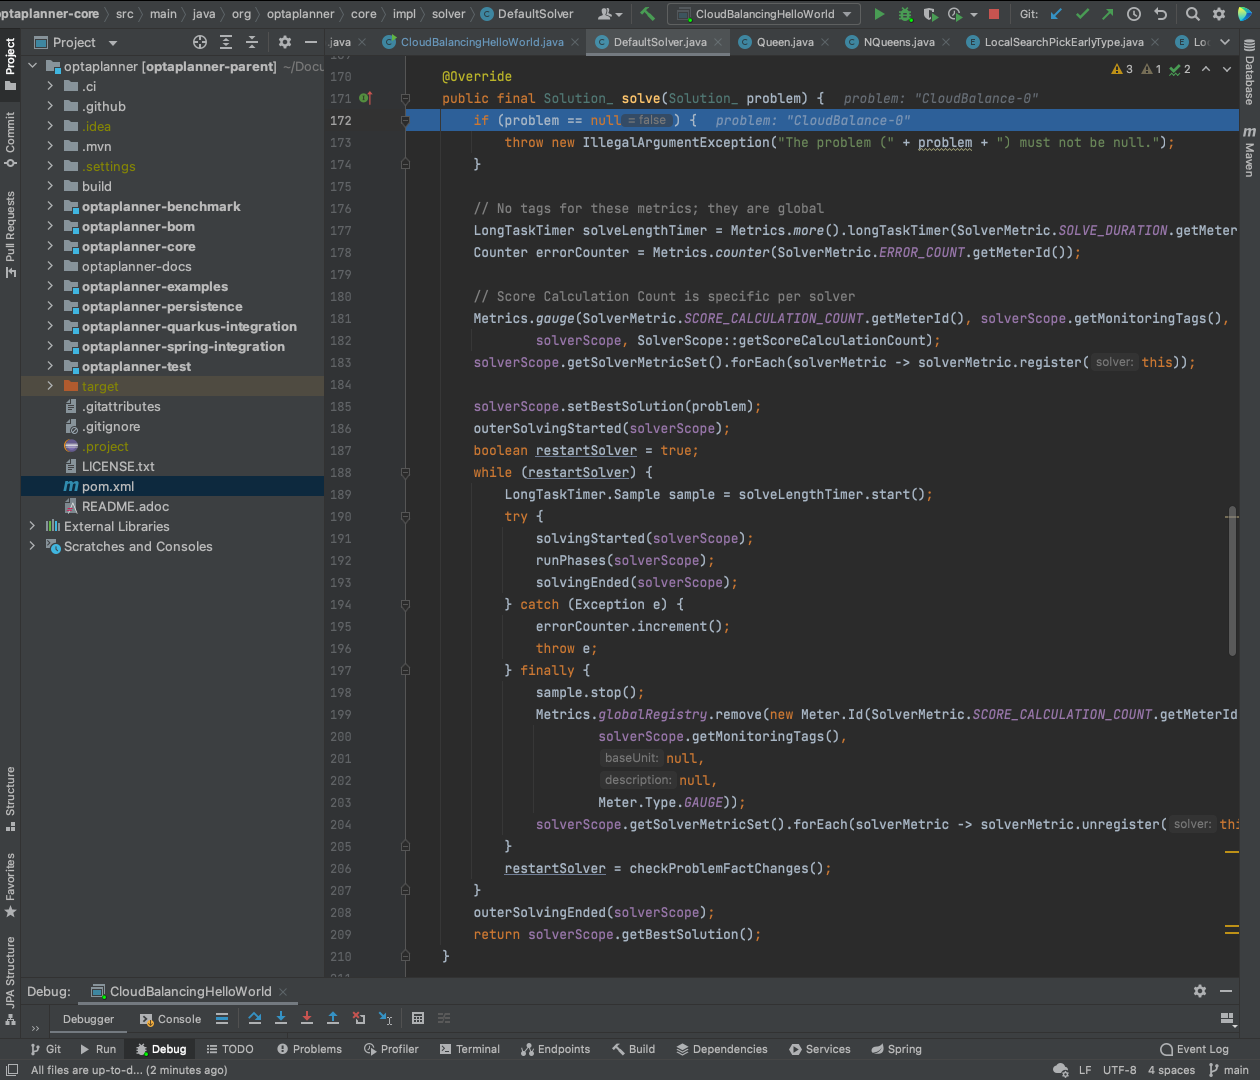 optaplanner-core › src › main › java › org › optaplanner › core › impl › solver › DefaultSolver CloudBalancingHelloWorld Git:
Project .java CloudBalancingHelloWorld.java DefaultSolver.java Queen.java NQueens.java LocalSearchPickEarlyType.java Lo
optaplanner [optaplanner-parent] ~/Docu
.ci
.github
.idea
.mvn
.settings
build
optaplanner-benchmark
optaplanner-bom
optaplanner-core
optaplanner-docs
optaplanner-examples
optaplanner-persistence
optaplanner-quarkus-integration
optaplanner-spring-integration
optaplanner-test
target
.gitattributes
.gitignore
.project
LICENSE.txt
pom.xml
README.adoc
External Libraries
Scratches and Consoles
Project
Commit
Pull Requests
Structure
Favorites
JPA Structure
3 1 2
170 @Override
171 public final Solution_ solve(Solution_ problem) { problem: "CloudBalance-0"
172 if (problem == null = false ) { problem: "CloudBalance-0"
173 throw new IllegalArgumentException("The problem (" + problem + ") must not be null.");
174 }
175
176 // No tags for these metrics; they are global
177 LongTaskTimer solveLengthTimer = Metrics.more().longTaskTimer(SolverMetric.SOLVE_DURATION.getMeter
178 Counter errorCounter = Metrics.counter(SolverMetric.ERROR_COUNT.getMeterId());
179
180 // Score Calculation Count is specific per solver
181 Metrics.gauge(SolverMetric.SCORE_CALCULATION_COUNT.getMeterId(), solverScope.getMonitoringTags(),
182 solverScope, SolverScope::getScoreCalculationCount);
183 solverScope.getSolverMetricSet().forEach(solverMetric -> solverMetric.register( solver: this));
184
185 solverScope.setBestSolution(problem);
186 outerSolvingStarted(solverScope);
187 boolean restartSolver = true;
188 while (restartSolver) {
189 LongTaskTimer.Sample sample = solveLengthTimer.start();
190 try {
191 solvingStarted(solverScope);
192 runPhases(solverScope);
193 solvingEnded(solverScope);
194 } catch (Exception e) {
195 errorCounter.increment();
196 throw e;
197 } finally {
198 sample.stop();
199 Metrics.globalRegistry.remove(new Meter.Id(SolverMetric.SCORE_CALCULATION_COUNT.getMeterId
200 solverScope.getMonitoringTags(),
201 baseUnit: null,
202 description: null,
203 Meter.Type.GAUGE));
204 solverScope.getSolverMetricSet().forEach(solverMetric -> solverMetric.unregister( solver: thi
205 }
206 restartSolver = checkProblemFactChanges();
207 }
208 outerSolvingEnded(solverScope);
209 return solverScope.getBestSolution();
210 }
Database
Maven
Debug: CloudBalancingHelloWorld
Debugger Console
Git Run Debug TODO Problems Profiler Terminal Endpoints Build Dependencies Services Spring Event Log
All files are up-to-d... (2 minutes ago) LF UTF-8 4 spaces main